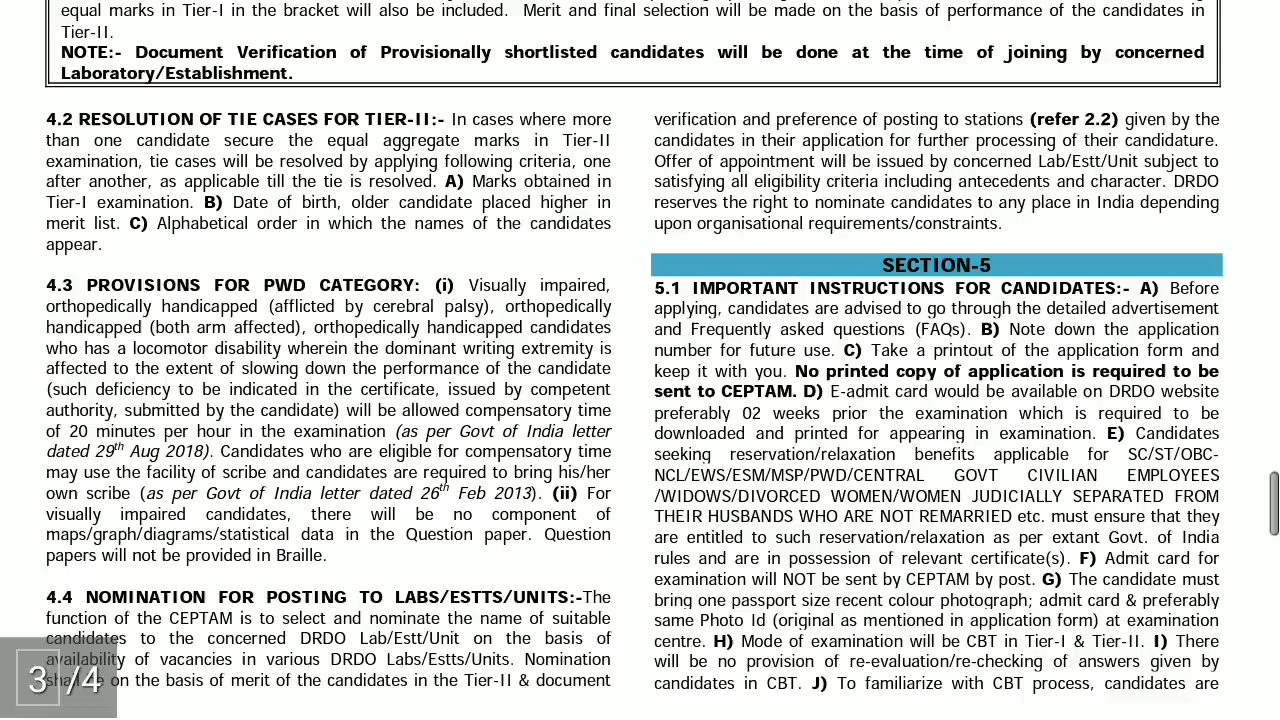 equal marks in Tier-I in the bracket will also be included. Merit and final selection will be made on the basis of performance of the candidates in
Tier-II.
NOTE:- Document Verification of Provisionally shortlisted candidates will be done at the time of joining by concerned
Laboratory/Establishment.
4.2 RESOLUTION OF TIE CASES FOR TIER-II:- In cases where more
than one candidate secure the equal aggregate marks in Tier-II
examination, tie cases will be resolved by applying following criteria, one
after another, as applicable till the tie is resolved. A) Marks obtained in
Tier-I examination. B) Date of birth, older candidate placed higher in
merit list. C) Alphabetical order in which the names of the candidates
appear.
4.3 PROVISIONS FOR PWD CATEGORY: (i) Visually impaired,
orthopedically handicapped (afflicted by cerebral palsy), orthopedically
handicapped (both arm affected), orthopedically handicapped candidates
who has a locomotor disability wherein the dominant writing extremity is
affected to the extent of slowing down the performance of the candidate
(such deficiency to be indicated in the certificate, issued by competent
authority, submitted by the candidate) will be allowed compensatory time
of 20 minutes per hour in the examination (as per Govt of India letter
dated 29th Aug 2018). Candidates who are eligible for compensatory time
may use the facility of scribe and candidates are required to bring his/her
own scribe (as per Govt of India letter dated 26th Feb 2013). (ii) For
visually impaired candidates, there will be no component of
maps/graph/diagrams/statistical data in the Question paper. Question
papers will not be provided in Braille.
4.4 NOMINATION FOR POSTING TO LABS/ESTTS/UNITS:-The
function of the CEPTAM is to select and nominate the name of suitable
candidates to the concerned DRDO Lab/Estt/Unit on the basis of
availability of vacancies in various DRDO Labs/Estts/Units. Nomination
shall be on the basis of merit of the candidates in the Tier-II & document
verification and preference of posting to stations (refer 2.2) given by the
candidates in their application for further processing of their candidature.
Offer of appointment will be issued by concerned Lab/Estt/Unit subject to
satisfying all eligibility criteria including antecedents and character. DRDO
reserves the right to nominate candidates to any place in India depending
upon organisational requirements/constraints.
SECTION-5
5.1 IMPORTANT INSTRUCTIONS FOR CANDIDATES:- A) Before
applying, candidates are advised to go through the detailed advertisement
and Frequently asked questions (FAQs). B) Note down the application
number for future use. C) Take a printout of the application form and
keep it with you. No printed copy of application is required to be
sent to CEPTAM. D) E-admit card would be available on DRDO website
preferably 02 weeks prior the examination which is required to be
downloaded and printed for appearing in examination. E) Candidates
seeking reservation/relaxation benefits applicable for SC/ST/OBC-
NCL/EWS/ESM/MSP/PWD/CENTRAL GOVT CIVILIAN EMPLOYEES
/WIDOWS/DIVORCED WOMEN/WOMEN JUDICIALLY SEPARATED FROM
THEIR HUSBANDS WHO ARE NOT REMARRIED etc. must ensure that they
are entitled to such reservation/relaxation as per extant Govt. of India
rules and are in possession of relevant certificate(s). F) Admit card for
examination will NOT be sent by CEPTAM by post. G) The candidate must
bring one passport size recent colour photograph; admit card & preferably
same Photo Id (original as mentioned in application form) at examination
centre. H) Mode of examination will be CBT in Tier-I & Tier-II. I) There
will be no provision of re-evaluation/re-checking of answers given by
candidates in CBT. J) To familiarize with CBT process, candidates are
3 /4